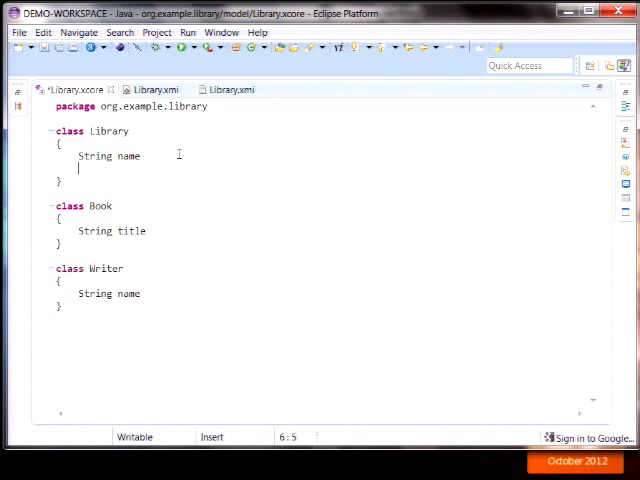 DEMO-WORKSPACE - Java - org.example.library/model/Library.xcore - Eclipse Platform
File Edit Navigate Search Project Run Window Help
Quick Access
*Library.xcore Library.xmi Library.xmi
package org.example.library
class Library
{
String name
}
class Book
{
String title
}
class Writer
{
String name
}
Writable Insert 6 : 5 Sign in to Google...
October 2012